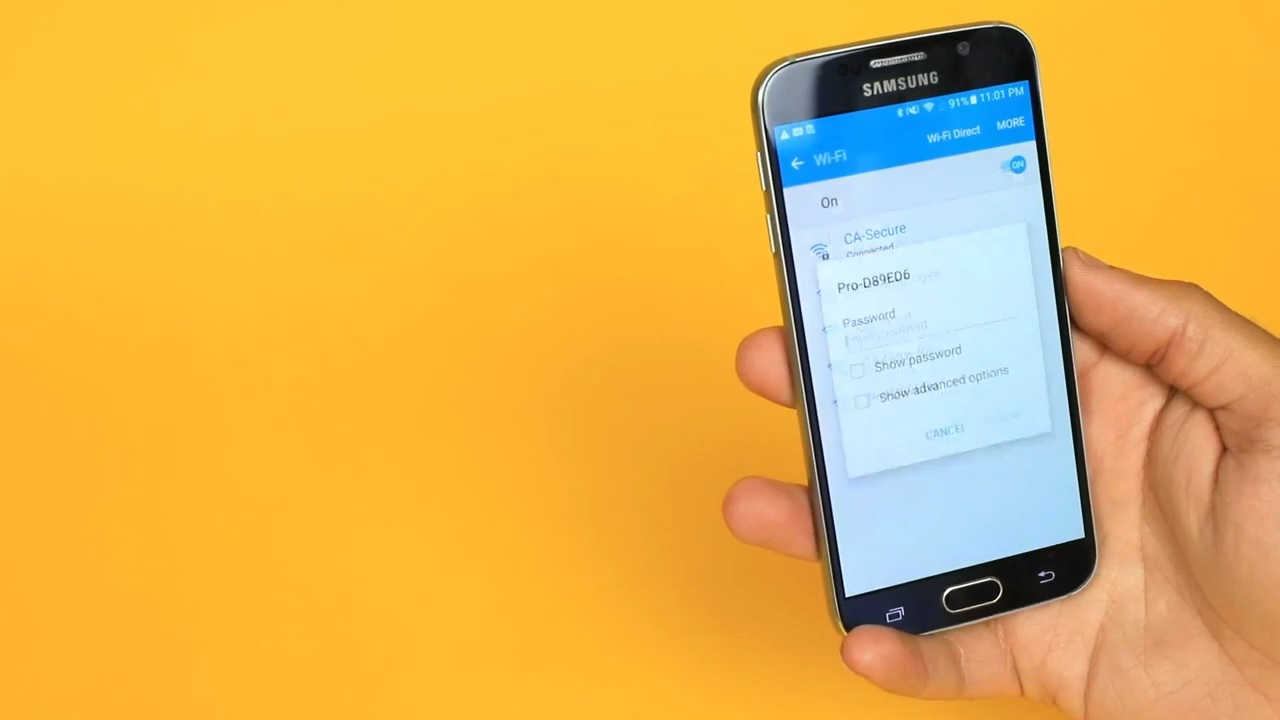 SAMSUNG
91% 11:01 PM
Wi-Fi Direct MORE
Wi-Fi
ON
On
CA-Secure
Connected
Pro-D89ED6
Password
Show password
Show advanced options
CANCEL